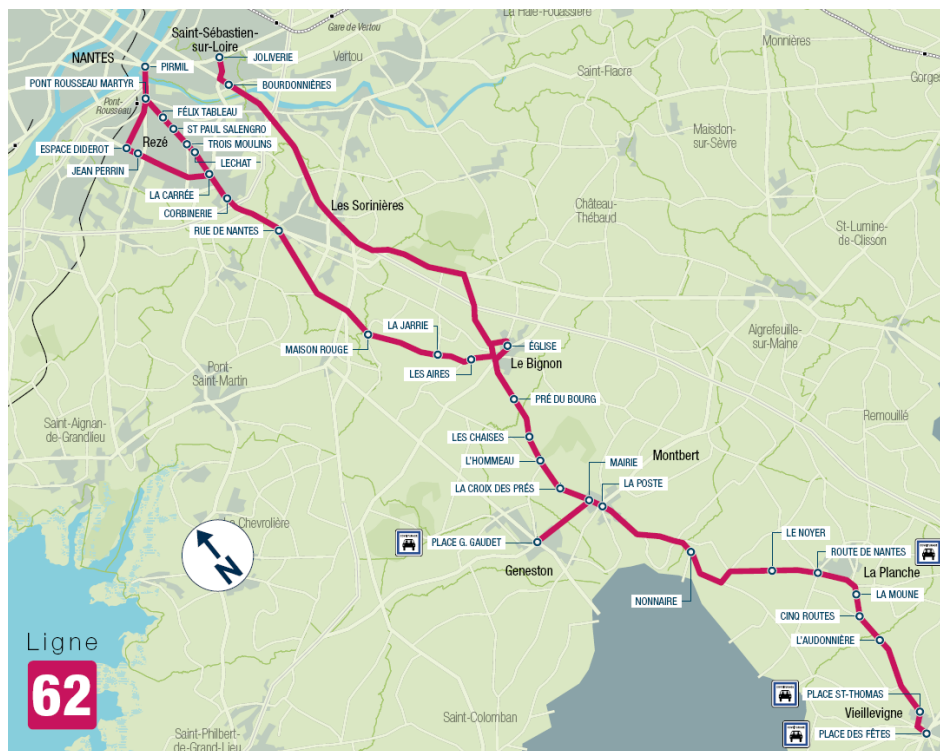 La Haie-Fouassière
Saint-Sébastien-
sur-Loire
Gare de Vertou
Monnières
NANTES
PIRMIL
JOLIVERIE
Vertou
Saint-Fiacre
Gorges
PONT ROUSSEAU MARTYR
BOURDONNIÈRES
Pont-
Rousseau
FÉLIX TABLEAU
ST PAUL SALENGRO
Maisdon-
sur-Sèvre
Rezé
TROIS MOULINS
ESPACE DIDEROT
LECHAT
JEAN PERRIN
LA CARRÉE
CORBINERIE
Les Sorinières
Château-
Thébaud
RUE DE NANTES
St-Lumine-
de-Clisson
LA JARRIE
MAISON ROUGE
ÉGLISE
Aigrefeuille-
sur-Maine
LES AIRES
Le Bignon
Pont-
Saint-Martin
PRÉ DU BOURG
Saint-Aignan-
de-Grandlieu
Remouillé
LES CHAISES
L'HOMMEAU
MAIRIE
Montbert
LA CROIX DES PRÉS
LA POSTE
La Chevrolière
N
PLACE G. GAUDET
Geneston
LE NOYER
ROUTE DE NANTES
La Planche
NONNAIRE
LA MOUNE
CINQ ROUTES
L'AUDONNIÈRE
Ligne
62
PLACE ST-THOMAS
Saint-Colomban
Vieillevigne
Saint-Philbert-
de-Grand-Lieu
PLACE DES FÊTES